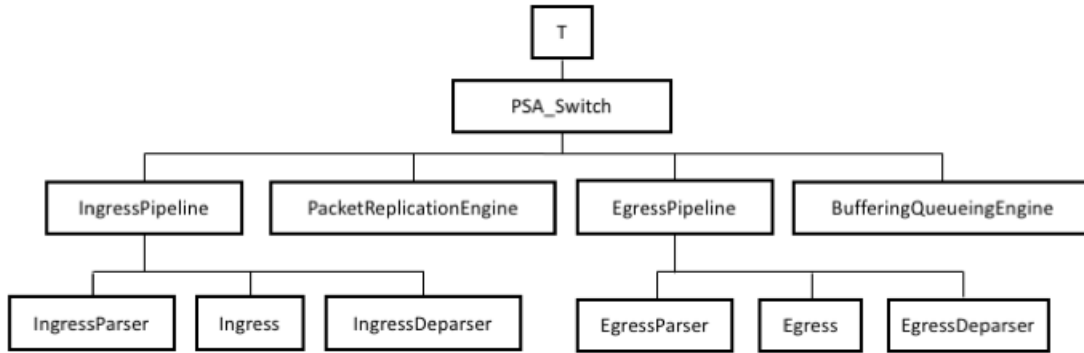 T
PSA_Switch
IngressPipeline
PacketReplicationEngine
EgressPipeline
BufferingQueueingEngine
IngressParser
Ingress
IngressDeparser
EgressParser
Egress
EgressDeparser